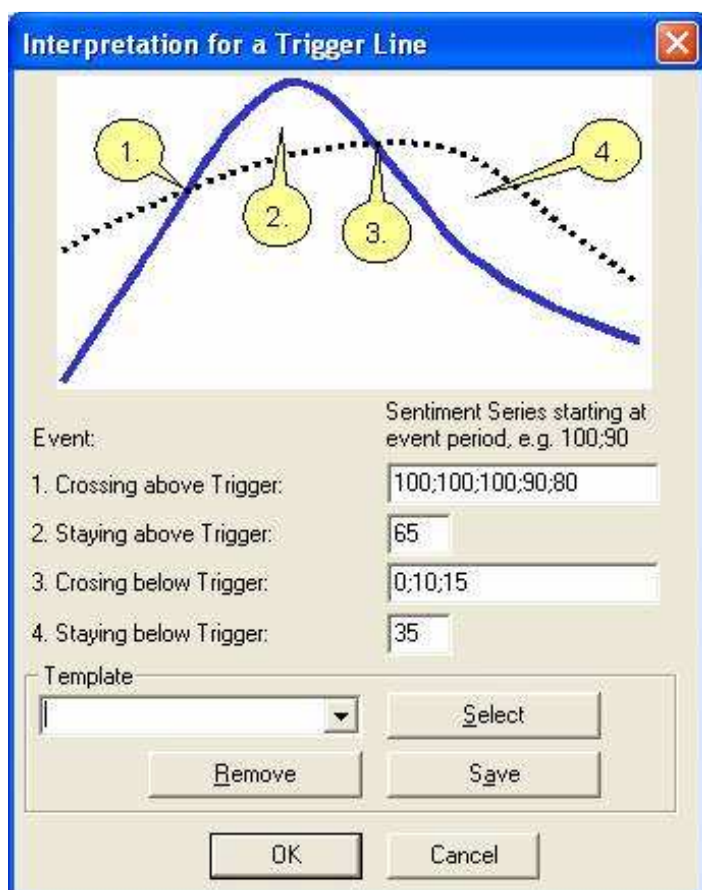 Interpretation for a Trigger Line
1.
2.
3.
4.
Sentiment Series starting at
Event:
event period, e.g. 100;90
1. Crossing above Trigger:
100;100;100;90;80
2. Staying above Trigger:
65
3. Crosing below Trigger:
0;10;15
4. Staying below Trigger:
35
Template
Select
Remove
Save
OK
Cancel